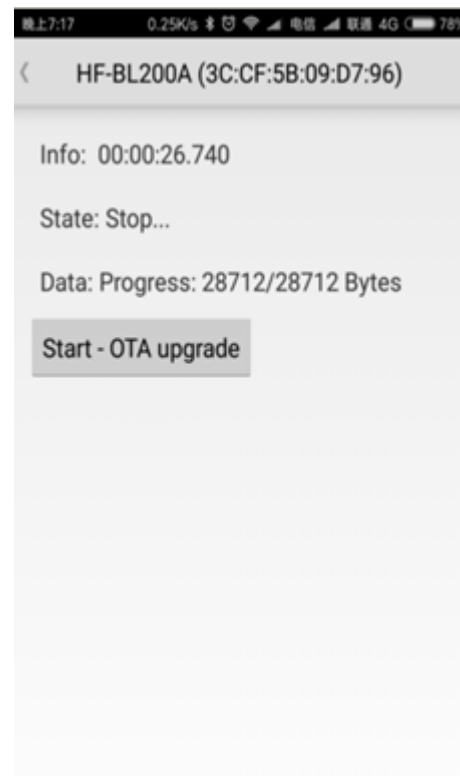 晚上7:17 0.25K/s 电信 联通 4G 78%
HF-BL200A (3C:CF:5B:09:D7:96)
Info: 00:00:26.740
State: Stop...
Data: Progress: 28712/28712 Bytes
Start - OTA upgrade